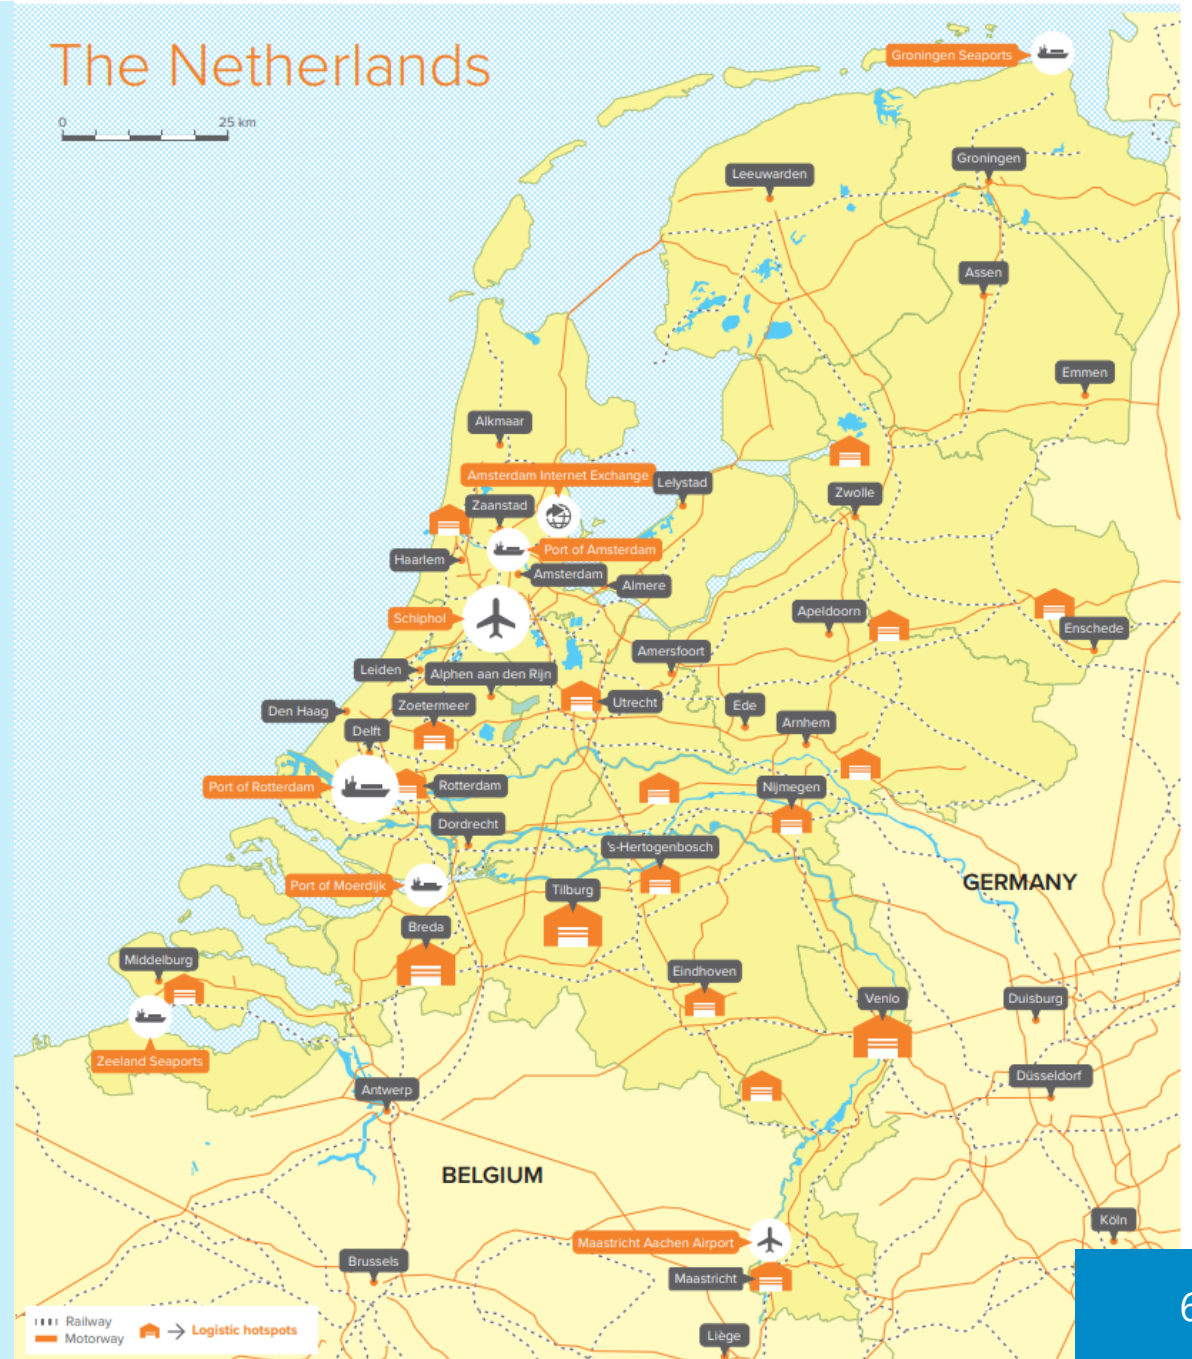 The Netherlands
0 25 km
Groningen Seaports
Groningen
Leeuwarden
Assen
Emmen
Alkmaar
Amsterdam Internet Exchange
Lelystad
Zwolle
Zaanstad
Port of Amsterdam
Haarlem
Amsterdam
Almere
Schiphol
Apeldoorn
Enschede
Amersfoort
Leiden
Alphen aan den Rijn
Utrecht
Den Haag
Zoetermeer
Ede
Arnhem
Delft
Port of Rotterdam
Rotterdam
Nijmegen
Dordrecht
's-Hertogenbosch
Port of Moerdijk
Tilburg
GERMANY
Breda
Middelburg
Eindhoven
Venlo
Duisburg
Zeeland Seaports
Düsseldorf
Antwerp
BELGIUM
Köln
Maastricht Aachen Airport
Brussels
Maastricht
Liège
Railway
Motorway
Logistic hotspots
6